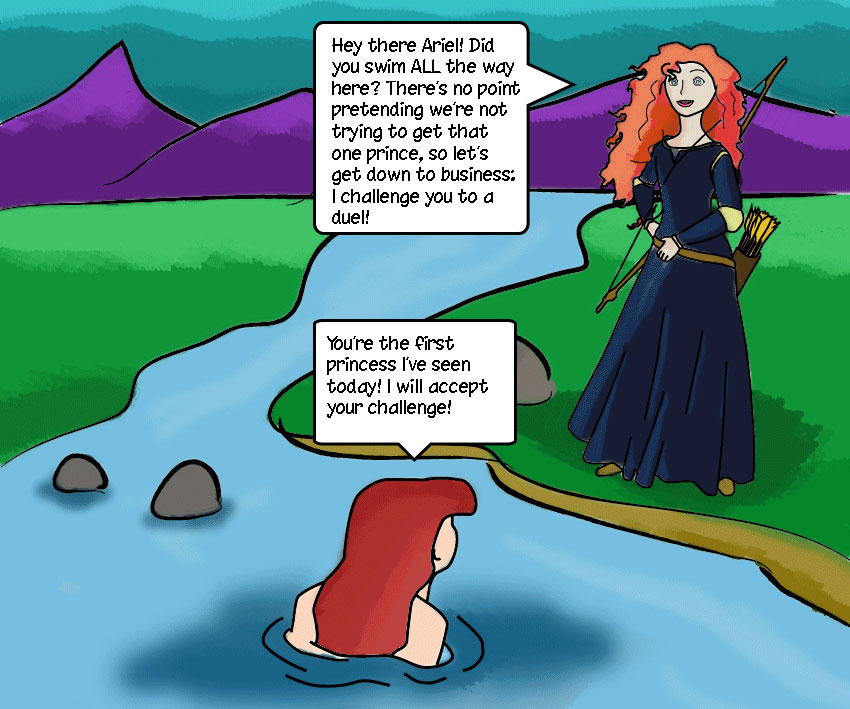 Hey there Ariel! Did
you swim ALL the way
here? There's no point
pretending we're not
trying to get that
one prince, so let's
get down to business:
I challenge you to a
duel!
You're the first
princess I've seen
today! I will accept
your challenge!